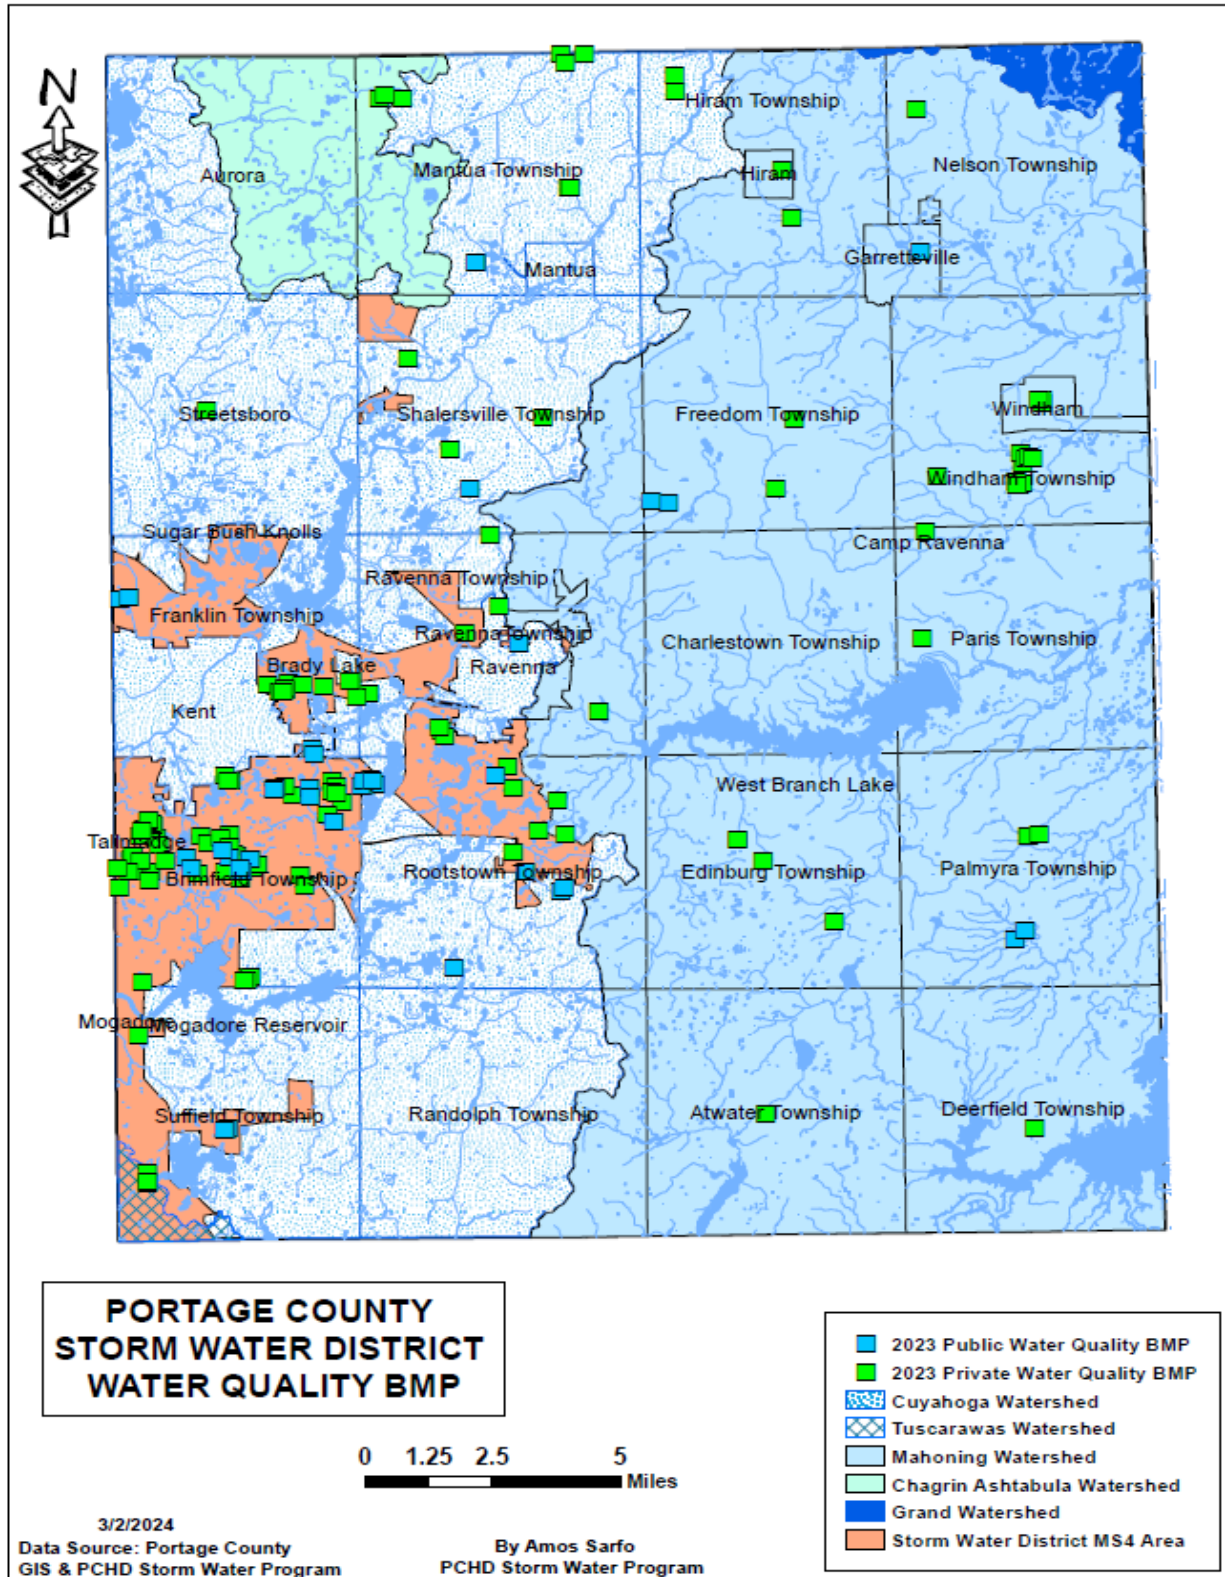 N
Hiram Township
Nelson Township
Mantua Township
Aurora
Hiram
Garrettsville
Mantua
Streetsboro
Shalersville Township
Freedom Township
Windham
Windham Township
Sugar Bush Knolls
Camp Ravenna
Ravenna Township
Franklin Township
Ravenna Township
Charlestown Township
Paris Township
Brady Lake
Ravenna
Kent
West Branch Lake
Tallmadge
Brimfield Township
Rootstown Township
Edinburg Township
Palmyra Township
Mogadore
Mogadore Reservoir
Suffield Township
Randolph Township
Atwater Township
Deerfield Township
PORTAGE COUNTY
STORM WATER DISTRICT
WATER QUALITY BMP
0 1.25 2.5 5
Miles
2023 Public Water Quality BMP
2023 Private Water Quality BMP
Cuyahoga Watershed
Tuscarawas Watershed
Mahoning Watershed
Chagrin Ashtabula Watershed
Grand Watershed
Storm Water District MS4 Area
3/2/2024
Data Source: Portage County
GIS & PCHD Storm Water Program
By Amos Sarfo
PCHD Storm Water Program